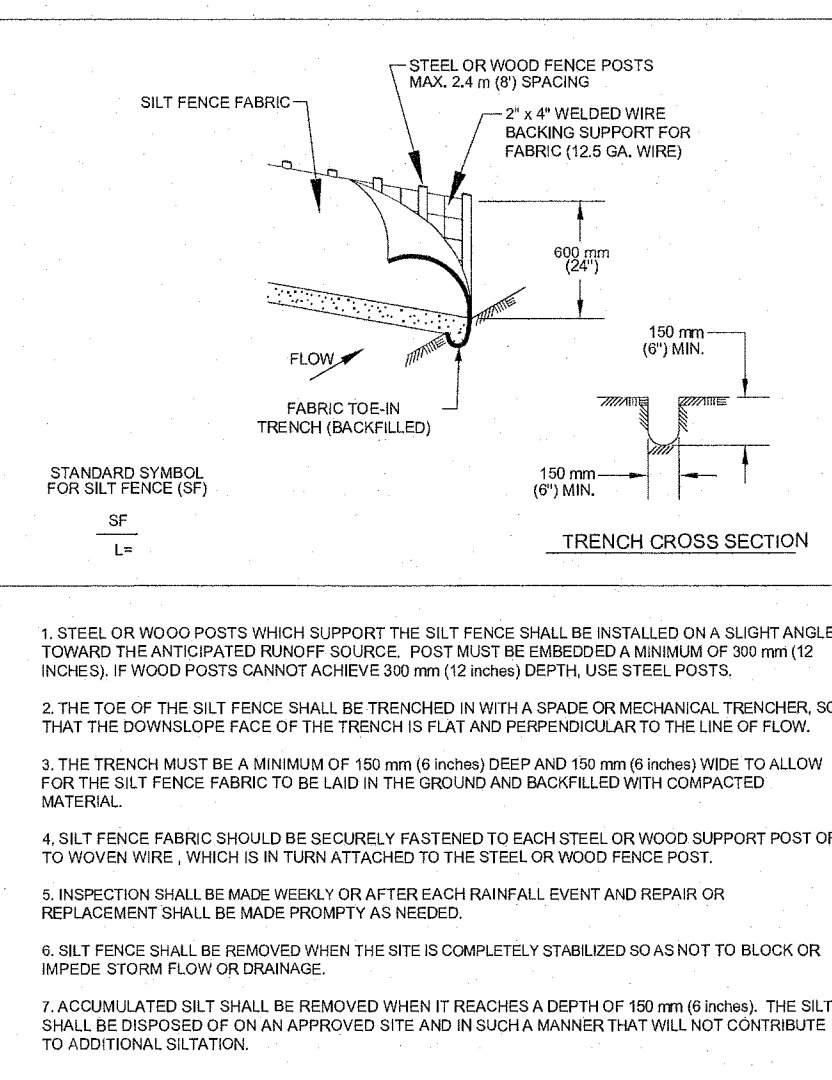 STEEL OR WOOD FENCE POSTS
MAX. 2.4 m (8') SPACING
SILT FENCE FABRIC
2" x 4" WELDED WIRE
BACKING SUPPORT FOR
FABRIC (12.5 GA. WIRE)
600 mm
(24")
150 mm
(6") MIN.
FLOW
FABRIC TOE-IN
TRENCH (BACKFILLED)
STANDARD SYMBOL
FOR SILT FENCE (SF)
SF
L=
150 mm
(6") MIN.
TRENCH CROSS SECTION
1. STEEL OR WOOO POSTS WHICH SUPPORT THE SILT FENCE SHALL BE INSTALLED ON A SLIGHT ANGLE
TOWARD THE ANTICIPATED RUNOFF SOURCE. POST MUST BE EMBEDDED A MINIMUM OF 300 mm (12
INCHES). IF WOOD POSTS CANNOT ACHIEVE 300 mm (12 inches) DEPTH, USE STEEL POSTS.
2. THE TOE OF THE SILT FENCE SHALL BE TRENCHED IN WITH A SPADE OR MECHANICAL TRENCHER, SO
THAT THE DOWNSLOPE FACE OF THE TRENCH IS FLAT AND PERPENDICULAR TO THE LINE OF FLOW.
3. THE TRENCH MUST BE A MINIMUM OF 150 mm (6 inches) DEEP AND 150 mm (6 inches) WIDE TO ALLOW
FOR THE SILT FENCE FABRIC TO BE LAID IN THE GROUND AND BACKFILLED WITH COMPACTED
MATERIAL.
4. SILT FENCE FABRIC SHOULD BE SECURELY FASTENED TO EACH STEEL OR WOOD SUPPORT POST OR
TO WOVEN WIRE , WHICH IS IN TURN ATTACHED TO THE STEEL OR WOOD FENCE POST.
5. INSPECTION SHALL BE MADE WEEKLY OR AFTER EACH RAINFALL EVENT AND REPAIR OR
REPLACEMENT SHALL BE MADE PROMPTY AS NEEDED.
6. SILT FENCE SHALL BE REMOVED WHEN THE SITE IS COMPLETELY STABILIZED SO AS NOT TO BLOCK OR
IMPEDE STORM FLOW OR DRAINAGE.
7. ACCUMULATED SILT SHALL BE REMOVED WHEN IT REACHES A DEPTH OF 150 mm (6 inches). THE SILT
SHALL BE DISPOSED OF ON AN APPROVED SITE AND IN SUCH A MANNER THAT WILL NOT CONTRIBUTE
TO ADDITIONAL SILTATION.